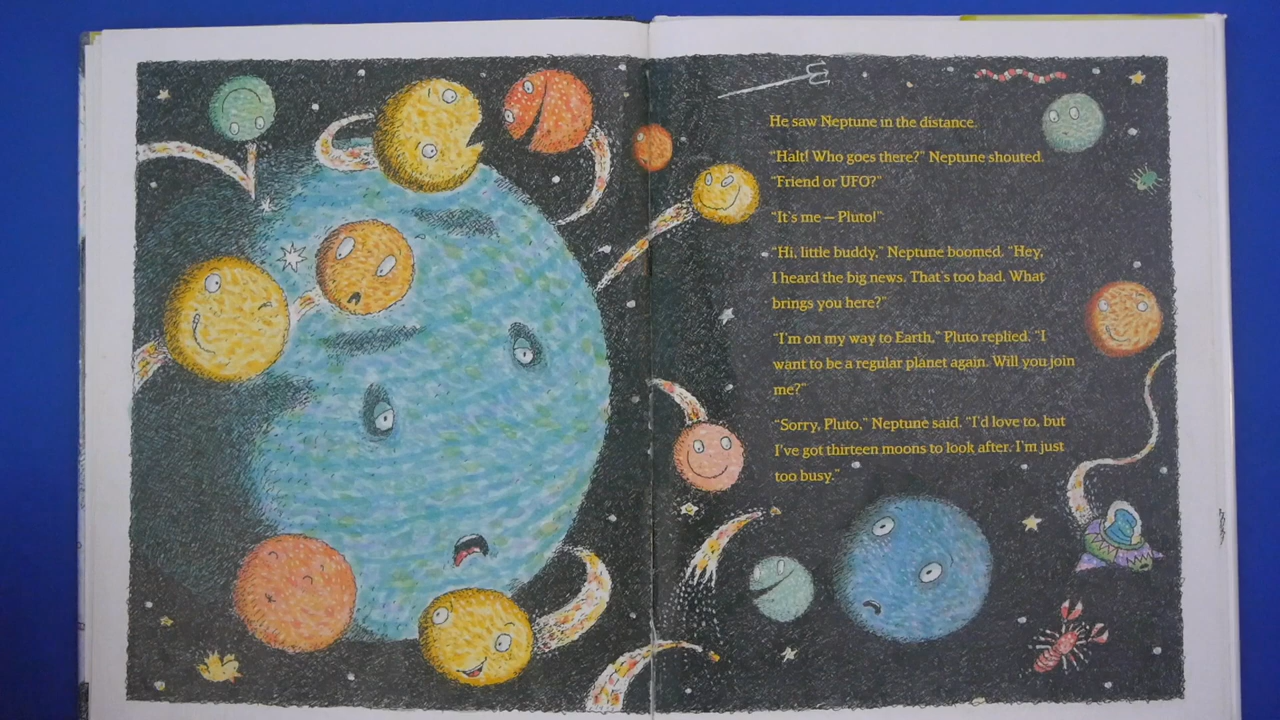 He saw Neptune in the distance.
“Halt! Who goes there?” Neptune shouted.
“Friend or UFO?”
“It's me — Pluto!”
“Hi, little buddy,” Neptune boomed. “Hey,
I heard the big news. That's too bad. What
brings you here?”
“I'm on my way to Earth,” Pluto replied. “I
want to be a regular planet again. Will you join
me?”
“Sorry, Pluto,” Neptune said. “I'd love to, but
I've got thirteen moons to look after. I'm just
too busy.”